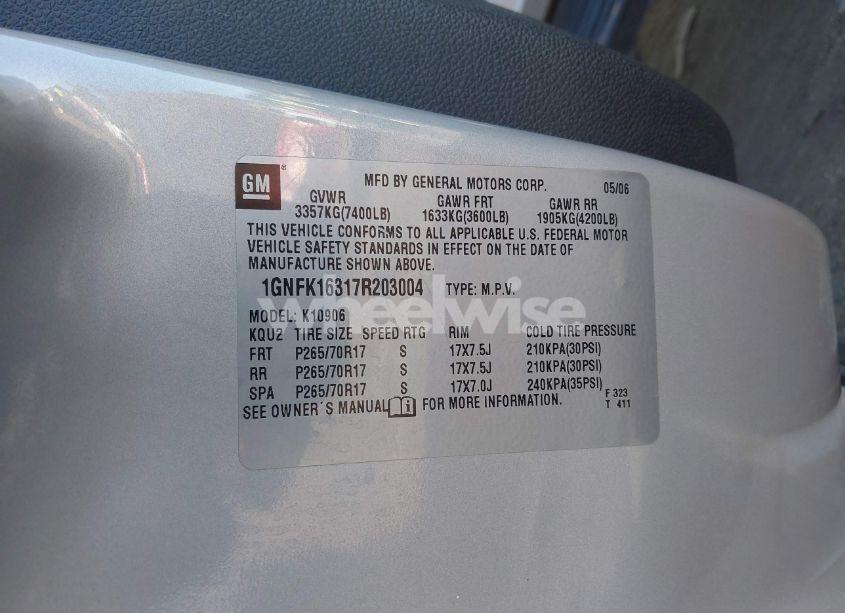 GM ®
MFD BY GENERAL MOTORS CORP. 05/06
GVWR GAWR FRT GAWR RR
3357KG(7400LB) 1633KG(3600LB) 1905KG(4200LB)
THIS VEHICLE CONFORMS TO ALL APPLICABLE U.S. FEDERAL MOTOR
VEHICLE SAFETY STANDARDS IN EFFECT ON THE DATE OF
MANUFACTURE SHOWN ABOVE.
1GNFK16317R203004 TYPE: M.P.V.
wheelwise
MODEL: K10906
KQU2 TIRE SIZE SPEED RTG RIM COLD TIRE PRESSURE
FRT P265/70R17 S 17X7.5J 210KPA(30PSI)
RR P265/70R17 S 17X7.5J 210KPA(30PSI)
SPA P265/70R17 S 17X7.0J 240KPA(35PSI)
SEE OWNER'S MANUAL i FOR MORE INFORMATION.
F 323
T 411